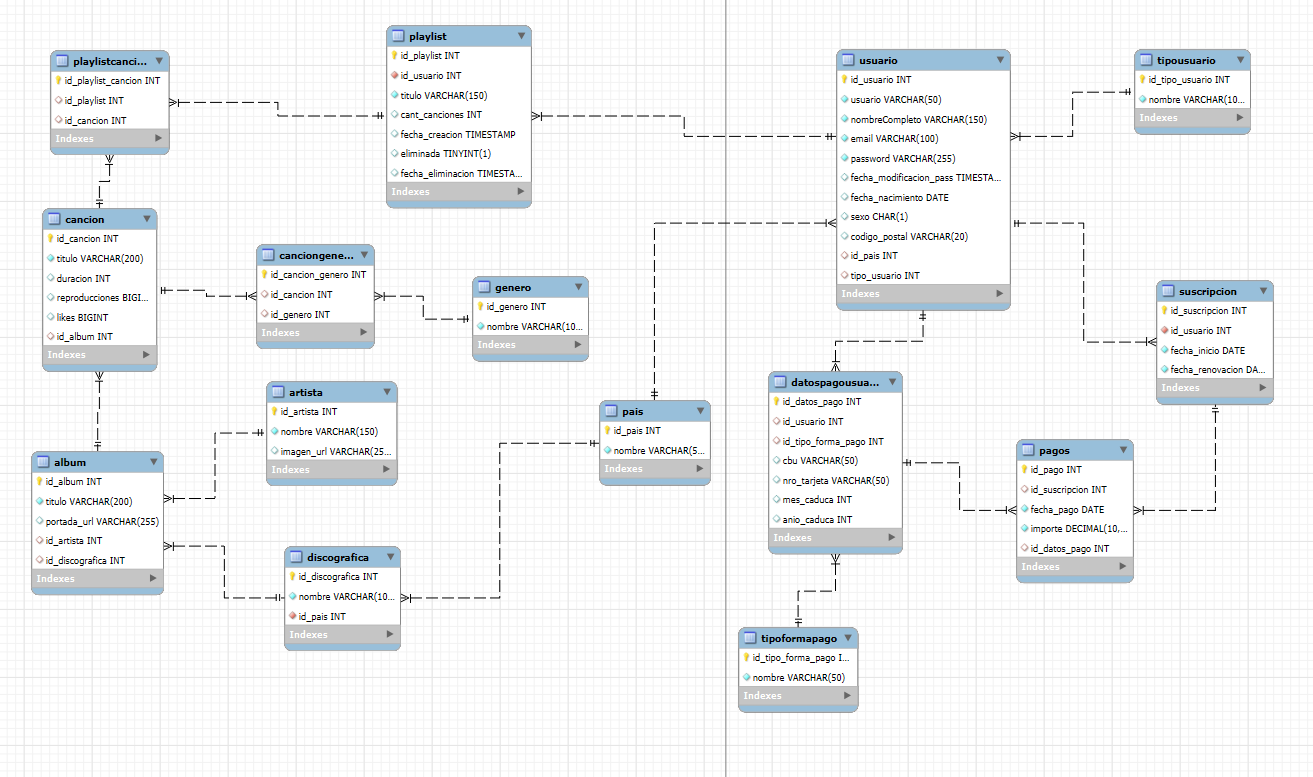 playlistcanci...
id_playlist_cancion INT
id_playlist INT
id_cancion INT
Indexes
playlist
id_playlist INT
id_usuario INT
titulo VARCHAR(150)
cant_canciones INT
fecha_creacion TIMESTAMP
eliminada TINYINT(1)
fecha_eliminacion TIMESTA...
Indexes
usuario
id_usuario INT
usuario VARCHAR(50)
nombreCompleto VARCHAR(150)
email VARCHAR(100)
password VARCHAR(255)
fecha_modificacion_pass TIMESTA...
fecha_nacimiento DATE
sexo CHAR(1)
codigo_postal VARCHAR(20)
id_pais INT
tipo_usuario INT
Indexes
tipousuario
id_tipo_usuario INT
nombre VARCHAR(10...
Indexes
cancion
id_cancion INT
titulo VARCHAR(200)
duracion INT
reproducciones BIGI...
likes BIGINT
id_album INT
Indexes
canciongene...
id_cancion_genero INT
id_cancion INT
id_genero INT
Indexes
genero
id_genero INT
nombre VARCHAR(10...
Indexes
suscripcion
id_suscripcion INT
id_usuario INT
fecha_inicio DATE
fecha_renovacion DA...
Indexes
artista
id_artista INT
nombre VARCHAR(150)
imagen_url VARCHAR(25...
Indexes
pais
id_pais INT
nombre VARCHAR(5...
Indexes
datospagousua...
id_datos_pago INT
id_usuario INT
id_tipo_forma_pago INT
cbu VARCHAR(50)
nro_tarjeta VARCHAR(50)
mes_caduca INT
anio_caduca INT
Indexes
pagos
id_pago INT
id_suscripcion INT
fecha_pago DATE
importe DECIMAL(10,...
id_datos_pago INT
Indexes
album
id_album INT
titulo VARCHAR(200)
portada_url VARCHAR(255)
id_artista INT
id_discografica INT
Indexes
discografica
id_discografica INT
nombre VARCHAR(10...
id_pais INT
Indexes
tipoformapago
id_tipo_forma_pago I...
nombre VARCHAR(50)
Indexes